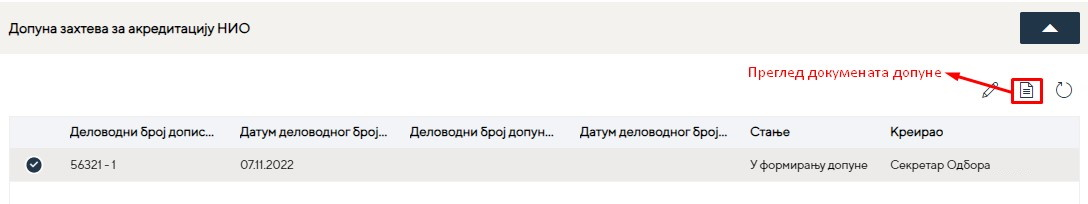 Допуна захтева за акредитацију НИО
Преглед докумената допуне
Деловодни број допис... Датум деловодног број... Деловодни број допун... Датум деловодног број... Стање Креирао
56321 - 1 07.11.2022 У формирању допуне Секретар Одбора